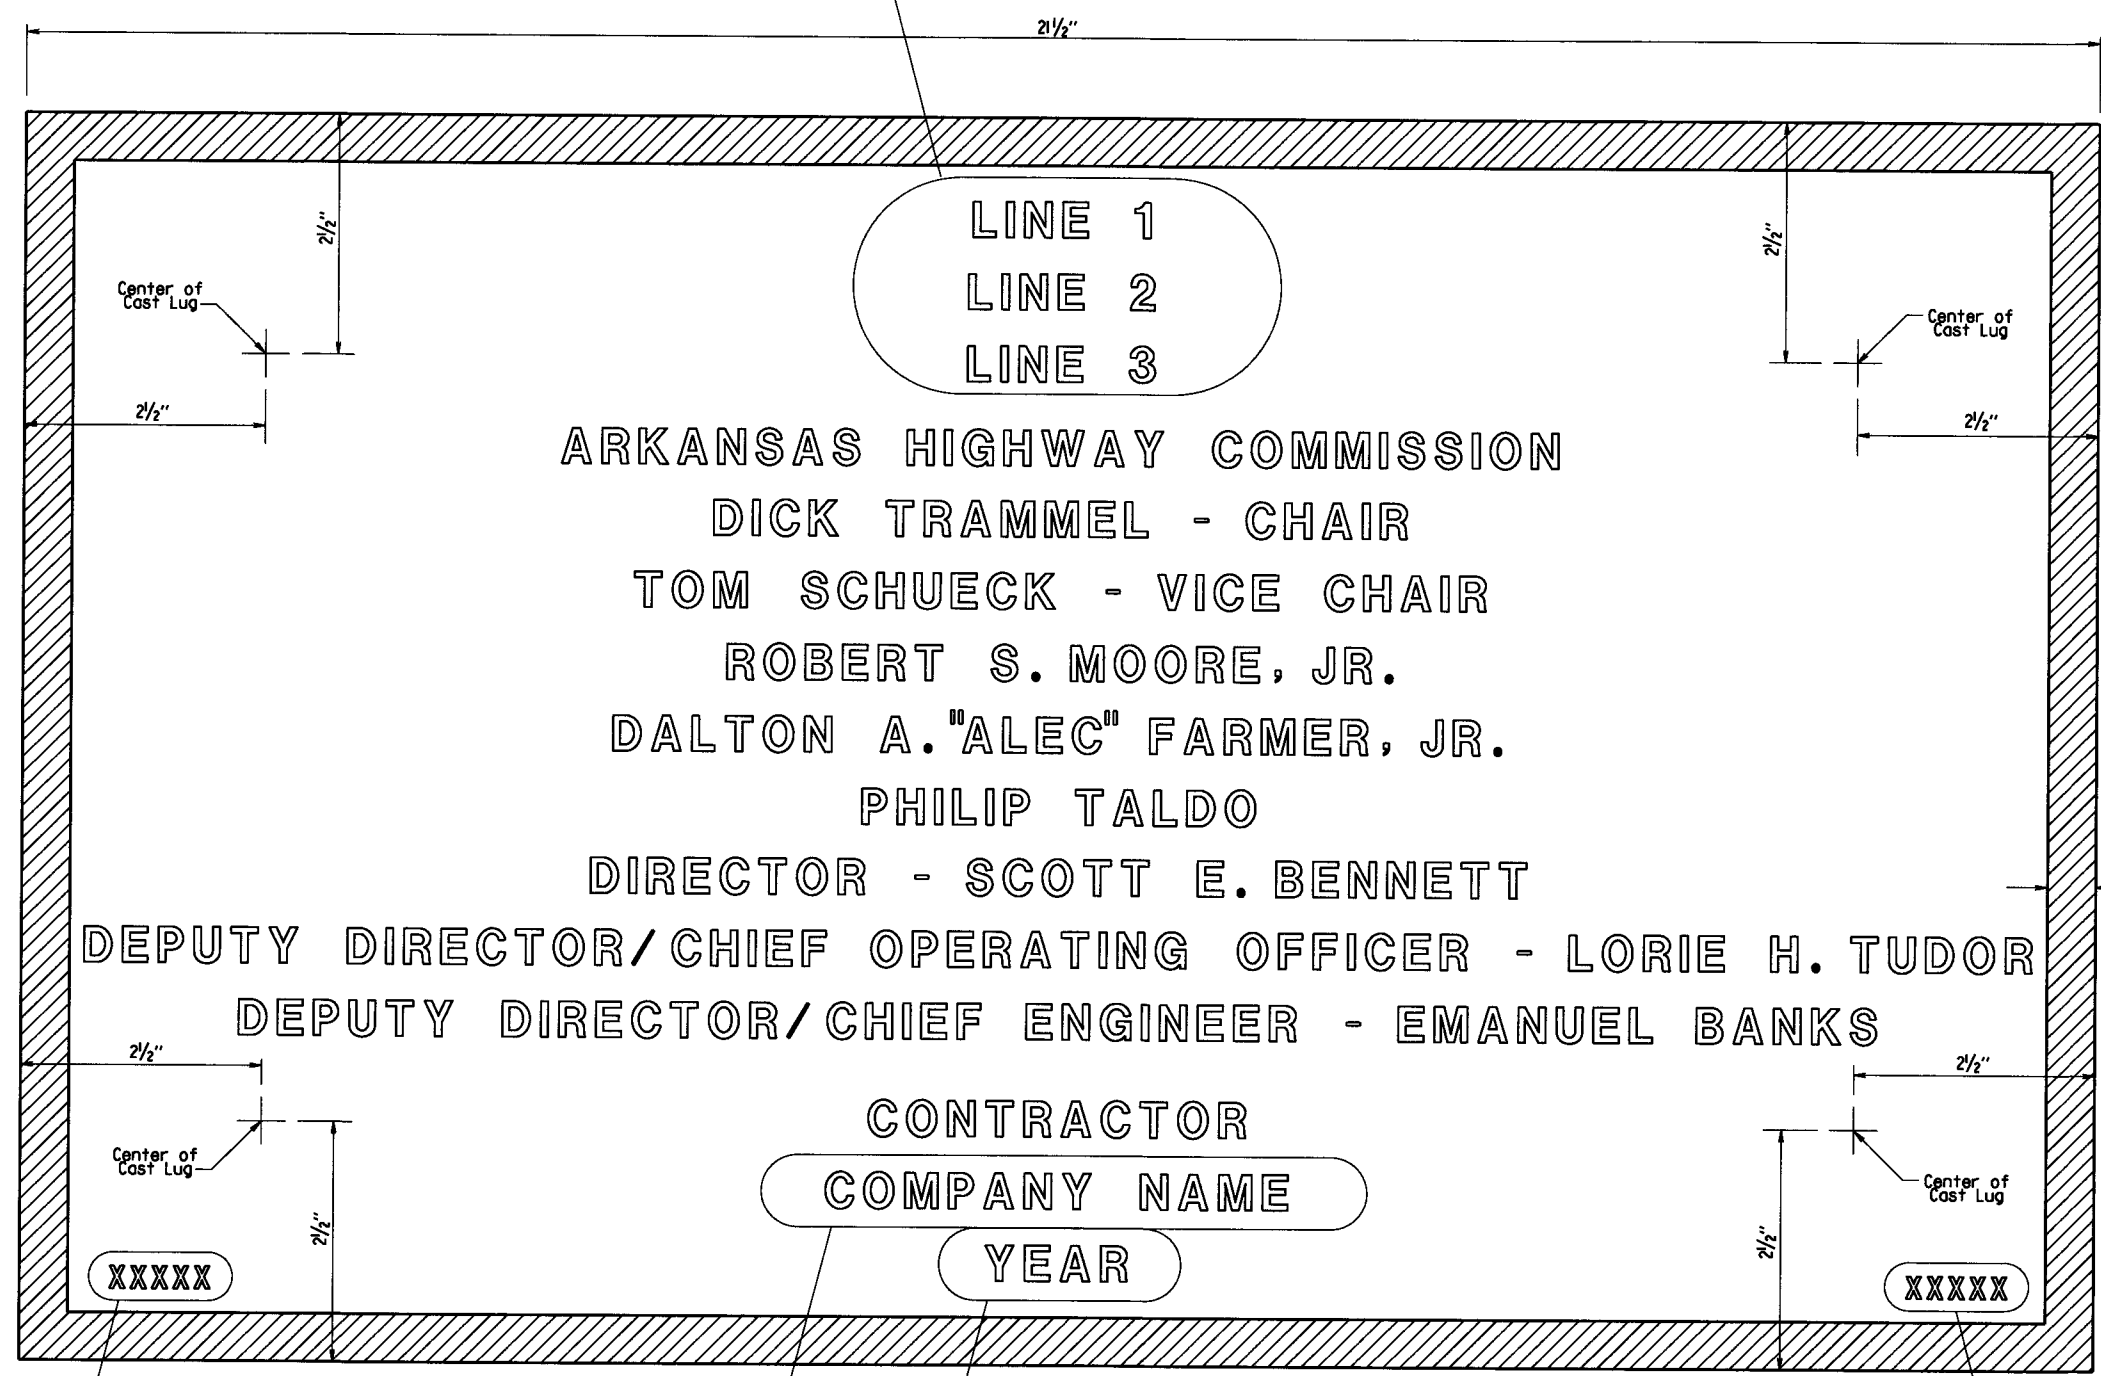 21½"
2½"
2½"
Center of
Cast Lug
Center of
Cast Lug
2½"
2½"
LINE 1
LINE 2
LINE 3
ARKANSAS HIGHWAY COMMISSION
DICK TRAMMEL - CHAIR
TOM SCHUECK - VICE CHAIR
ROBERT S. MOORE, JR.
DALTON A. "ALEC" FARMER, JR.
PHILIP TALDO
DIRECTOR - SCOTT E. BENNETT
DEPUTY DIRECTOR/CHIEF OPERATING OFFICER - LORIE H. TUDOR
DEPUTY DIRECTOR/CHIEF ENGINEER - EMANUEL BANKS
2½"
2½"
CONTRACTOR
Center of
Cast Lug
COMPANY NAME
Center of
Cast Lug
2½"
2½"
YEAR
XXXXX
XXXXX